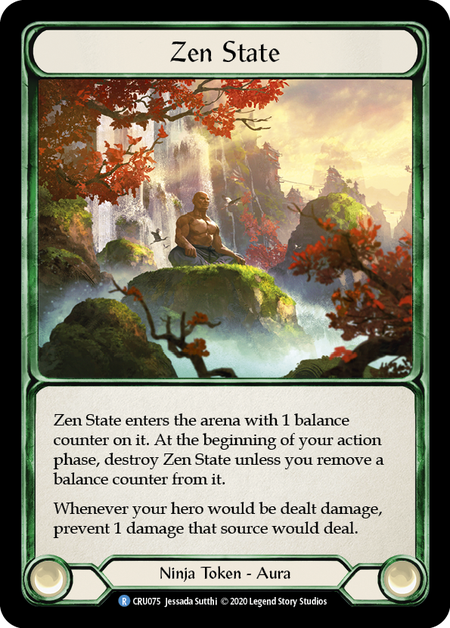 Zen State
Zen State enters the arena with 1 balance
counter on it. At the beginning of your action
phase, destroy Zen State unless you remove a
balance counter from it.
Whenever your hero would be dealt damage,
prevent 1 damage that source would deal.
Ninja Token - Aura
R CRU075 Jessada Sutthi © 2020 Legend Story Studios